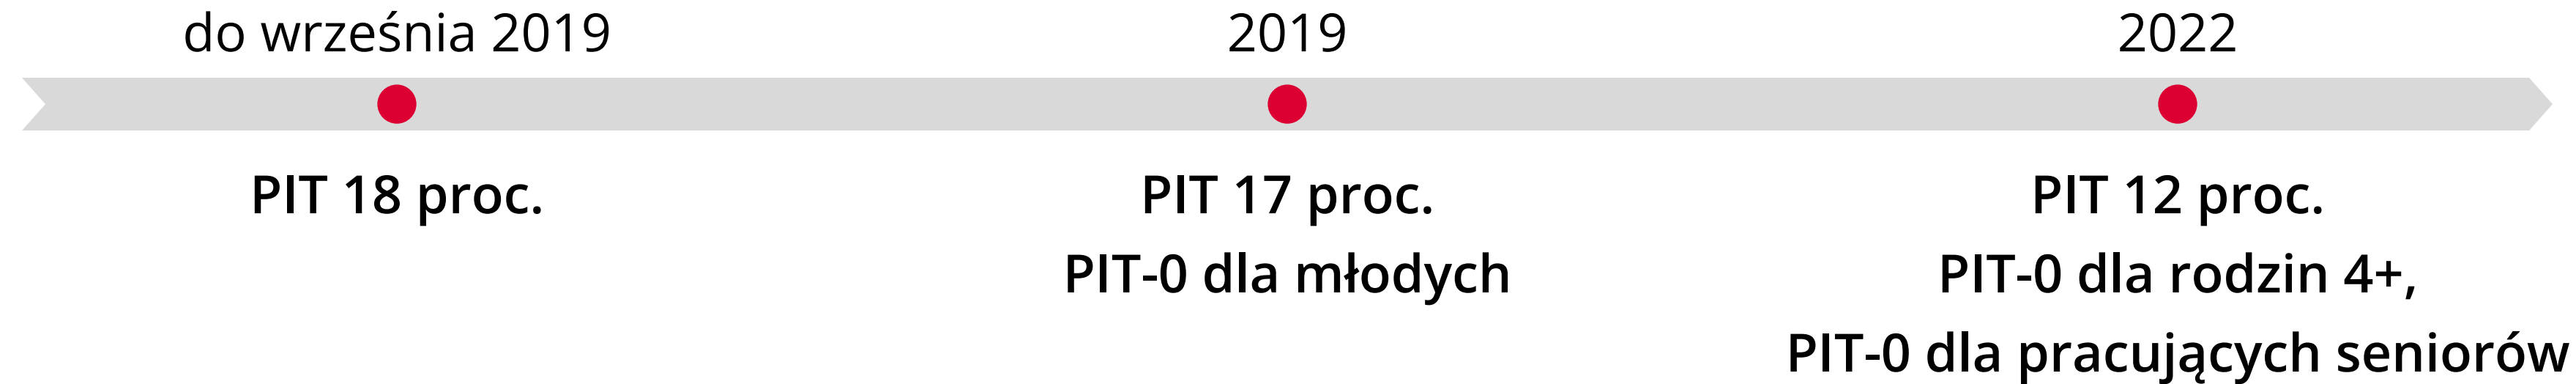 do września 2019
2019
2022
PIT 18 proc.
PIT 17 proc.
PIT 12 proc.
PIT-0 dla młodych
PIT-0 dla rodzin 4+,
PIT-0 dla pracujących seniorów